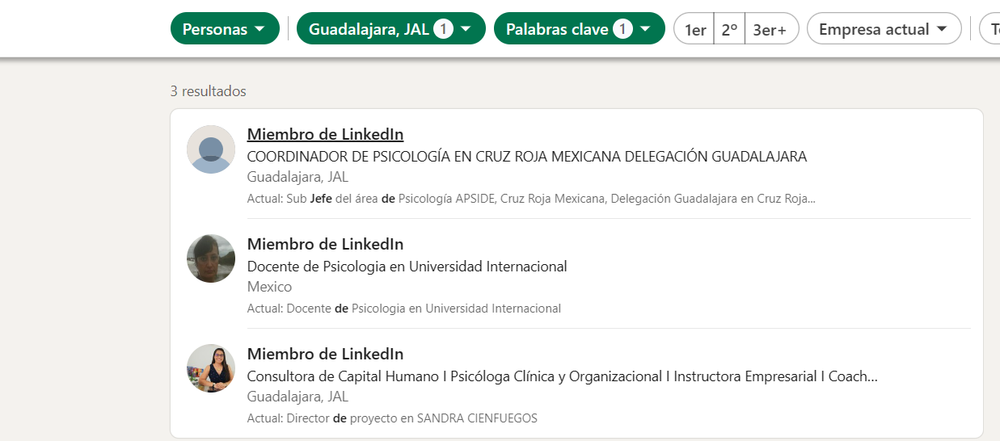 Personas
Guadalajara, JAL 1
Palabras clave 1
1er 2º 3er+
Empresa actual
3 resultados
Miembro de LinkedIn
COORDINADOR DE PSICOLOGÍA EN CRUZ ROJA MEXICANA DELEGACIÓN GUADALAJARA
Guadalajara, JAL
Actual: Sub Jefe del área de Psicología APSIDE, Cruz Roja Mexicana, Delegación Guadalajara en Cruz Roja...
Miembro de LinkedIn
Docente de Psicologia en Universidad Internacional
Mexico
Actual: Docente de Psicologia en Universidad Internacional
Miembro de LinkedIn
Consultora de Capital Humano I Psicóloga Clínica y Organizacional I Instructora Empresarial I Coach...
Guadalajara, JAL
Actual: Director de proyecto en SANDRA CIENFUEGOS